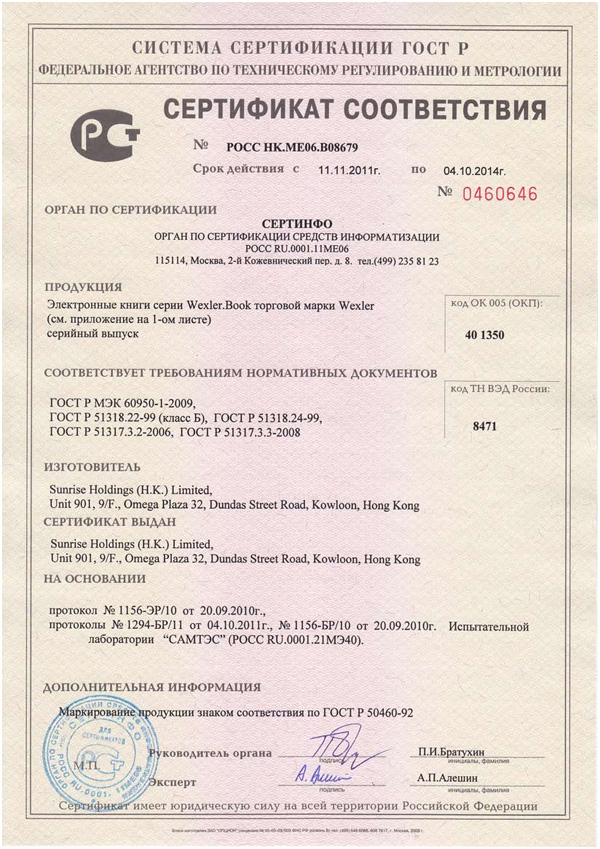 СИСТЕМА СЕРТИФИКАЦИИ ГОСТ Р
ФЕДЕРАЛЬНОЕ АГЕНТСТВО ПО ТЕХНИЧЕСКОМУ РЕГУЛИРОВАНИЮ И МЕТРОЛОГИИ
СЕРТИФИКАТ СООТВЕТСТВИЯ
№ РОСС HK.ME06.B08679
Срок действия с 11.11.2011г. по 04.10.2014г.
№ 0460646
ОРГАН ПО СЕРТИФИКАЦИИ
СЕРТИНФО
ОРГАН ПО СЕРТИФИКАЦИИ СРЕДСТВ ИНФОРМАТИЗАЦИИ
РОСС RU.0001.11МЕ06
115114, Москва, 2-й Кожевнический пер. д. 8. тел.(499) 235 81 23
ПРОДУКЦИЯ
Электронные книги серии Wexler.Book торговой марки Wexler
(см. приложение на 1-ом листе)
серийный выпуск
код ОК 005 (ОКП):
40 1350
СООТВЕТСТВУЕТ ТРЕБОВАНИЯМ НОРМАТИВНЫХ ДОКУМЕНТОВ
ГОСТ Р МЭК 60950-1-2009,
ГОСТ Р 51318.22-99 (класс Б), ГОСТ Р 51318.24-99,
ГОСТ Р 51317.3.2-2006, ГОСТ Р 51317.3.3-2008
код ТН ВЭД России:
8471
ИЗГОТОВИТЕЛЬ
Sunrise Holdings (H.K.) Limited,
Unit 901, 9/F., Omega Plaza 32, Dundas Street Road, Kowloon, Hong Kong
СЕРТИФИКАТ ВЫДАН
Sunrise Holdings (H.K.) Limited,
Unit 901, 9/F., Omega Plaza 32, Dundas Street Road, Kowloon, Hong Kong
НА ОСНОВАНИИ
протокол № 1156-ЭР/10 от 20.09.2010г.,
протоколы № 1294-БР/11 от 04.10.2011г., № 1156-БР/10 от 20.09.2010г. Испытательной
лаборатории “САМТЭС” (РОСС RU.0001.21МЭ40).
ДОПОЛНИТЕЛЬНАЯ ИНФОРМАЦИЯ
Маркирование продукции знаком соответствия по ГОСТ Р 50460-92
Руководитель органа
подпись
П.И.Братухин
инициалы, фамилия
М.П.
Эксперт
подпись
А.П.Алешин
инициалы, фамилия
ДЛЯ
СЕРТИФИКАТОВ
Сертификат имеет юридическую силу на всей территории Российской Федерации